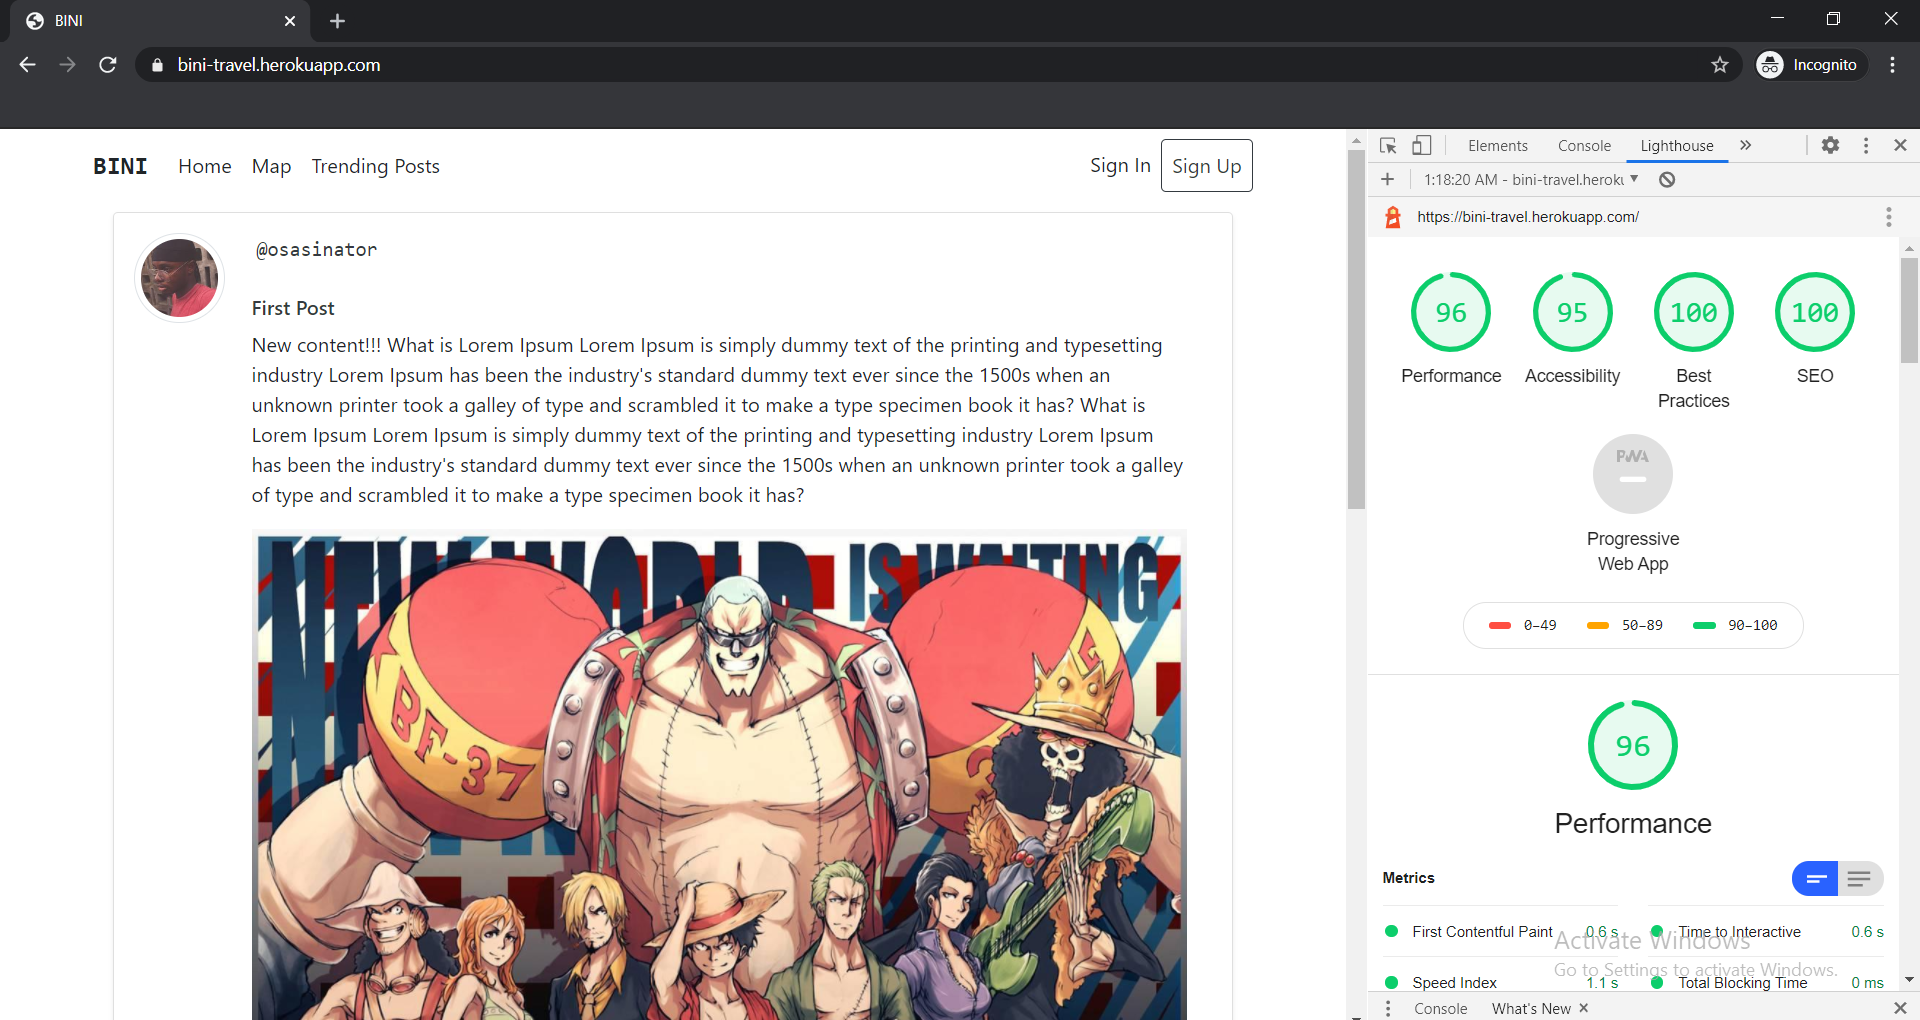 BINI
bini-travel.herokuapp.com
Incognito
BINI
Home
Map
Trending Posts
Sign In
Sign Up
@osasinator
First Post
New content!!! What is Lorem Ipsum Lorem Ipsum is simply dummy text of the printing and typesetting
industry Lorem Ipsum has been the industry's standard dummy text ever since the 1500s when an
unknown printer took a galley of type and scrambled it to make a type specimen book it has? What is
Lorem Ipsum Lorem Ipsum is simply dummy text of the printing and typesetting industry Lorem Ipsum
has been the industry's standard dummy text ever since the 1500s when an unknown printer took a galley
of type and scrambled it to make a type specimen book it has?
NEW WORLD IS WAITING
BF-37
Elements
Console
Lighthouse
1:18:20 AM - bini-travel.heroku
https://bini-travel.herokuapp.com/
96
95
100
100
Performance
Accessibility
Best
Practices
SEO
PWA
Progressive
Web App
0-49
50-89
90-100
96
Performance
Metrics
First Contentful Paint
0.6 s
Time to Interactive
0.6 s
Speed Index
1.1 s
Total Blocking Time
0 ms
Activate Windows
Go to Settings to activate Windows.
Console
What's New